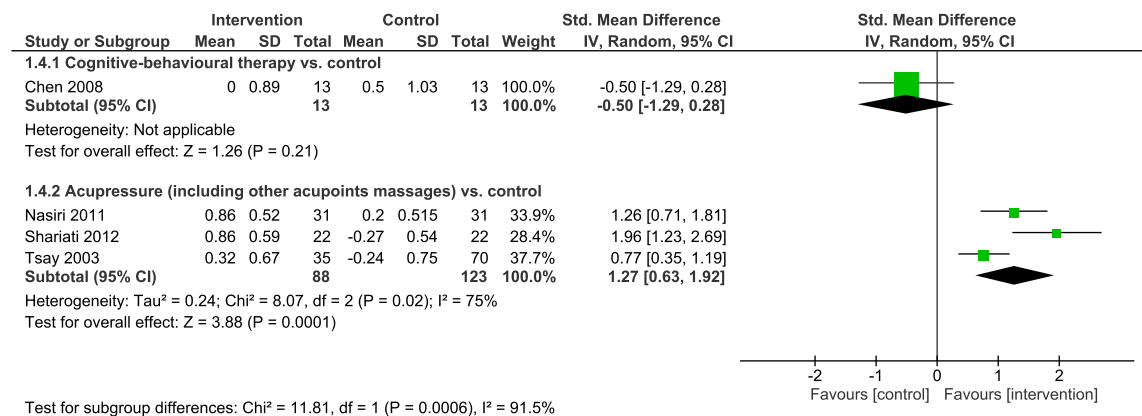 Intervention Control Std. Mean Difference Std. Mean Difference
Study or Subgroup Mean SD Total Mean SD Total Weight IV, Random, 95% CI IV, Random, 95% CI
1.4.1 Cognitive-behavioural therapy vs. control
Chen 2008 0 0.89 13 0.5 1.03 13 100.0% -0.50 [-1.29, 0.28]
Subtotal (95% CI) 13 13 100.0% -0.50 [-1.29, 0.28]
Heterogeneity: Not applicable
Test for overall effect: Z = 1.26 (P = 0.21)
1.4.2 Acupressure (including other acupoints massages) vs. control
Nasiri 2011 0.86 0.52 31 0.2 0.515 31 33.9% 1.26 [0.71, 1.81]
Shariati 2012 0.86 0.59 22 -0.27 0.54 22 28.4% 1.96 [1.23, 2.69]
Tsay 2003 0.32 0.67 35 -0.24 0.75 70 37.7% 0.77 [0.35, 1.19]
Subtotal (95% CI) 88 123 100.0% 1.27 [0.63, 1.92]
Heterogeneity: Tau² = 0.24; Chi² = 8.07, df = 2 (P = 0.02); I² = 75%
Test for overall effect: Z = 3.88 (P = 0.0001)
-2 -1 0 1 2
Favours [control] Favours [intervention]
Test for subgroup differences: Chi² = 11.81, df = 1 (P = 0.0006), I² = 91.5%